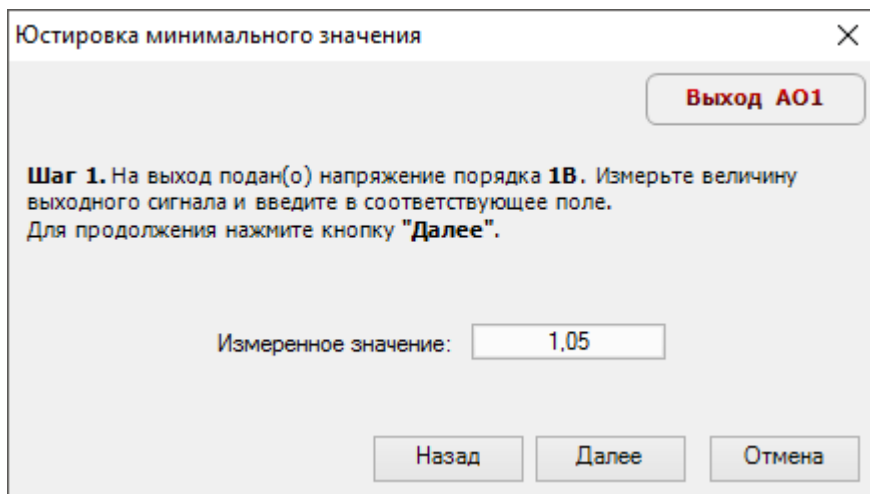 Юстировка минимального значения
Выход AO1
Шаг 1. На выход подан(о) напряжение порядка 1В. Измерьте величину
выходного сигнала и введите в соответствующее поле.
Для продолжения нажмите кнопку "Далее".
Измеренное значение: 1,05
Назад Далее Отмена